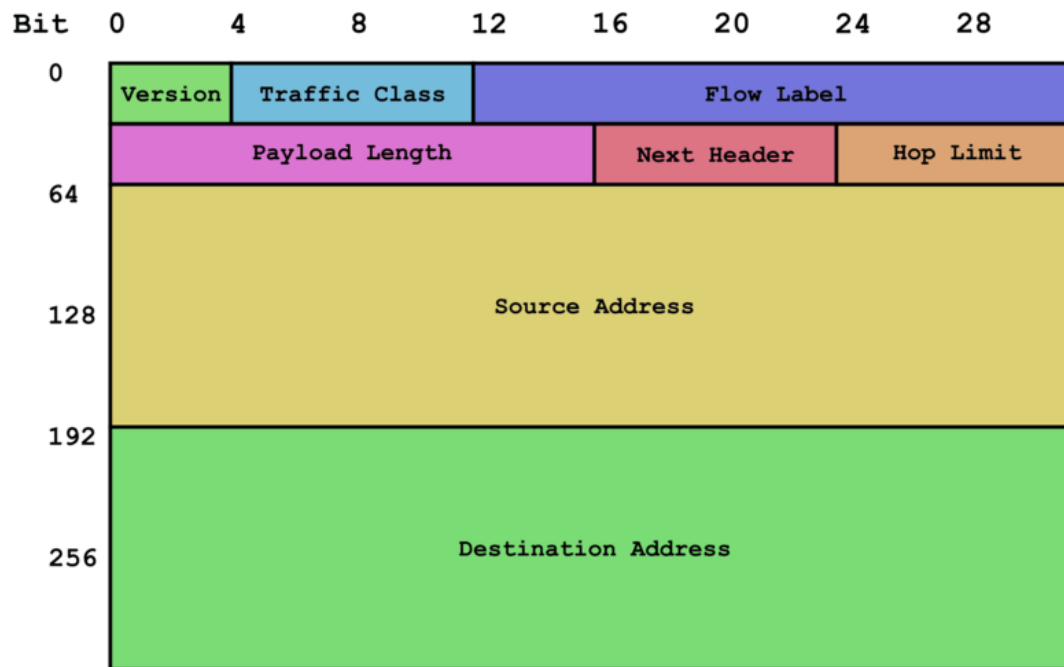 Bit 0 4 8 12 16 20 24 28
0
Version Traffic Class Flow Label
Payload Length Next Header Hop Limit
64
Source Address
128
192
Destination Address
256